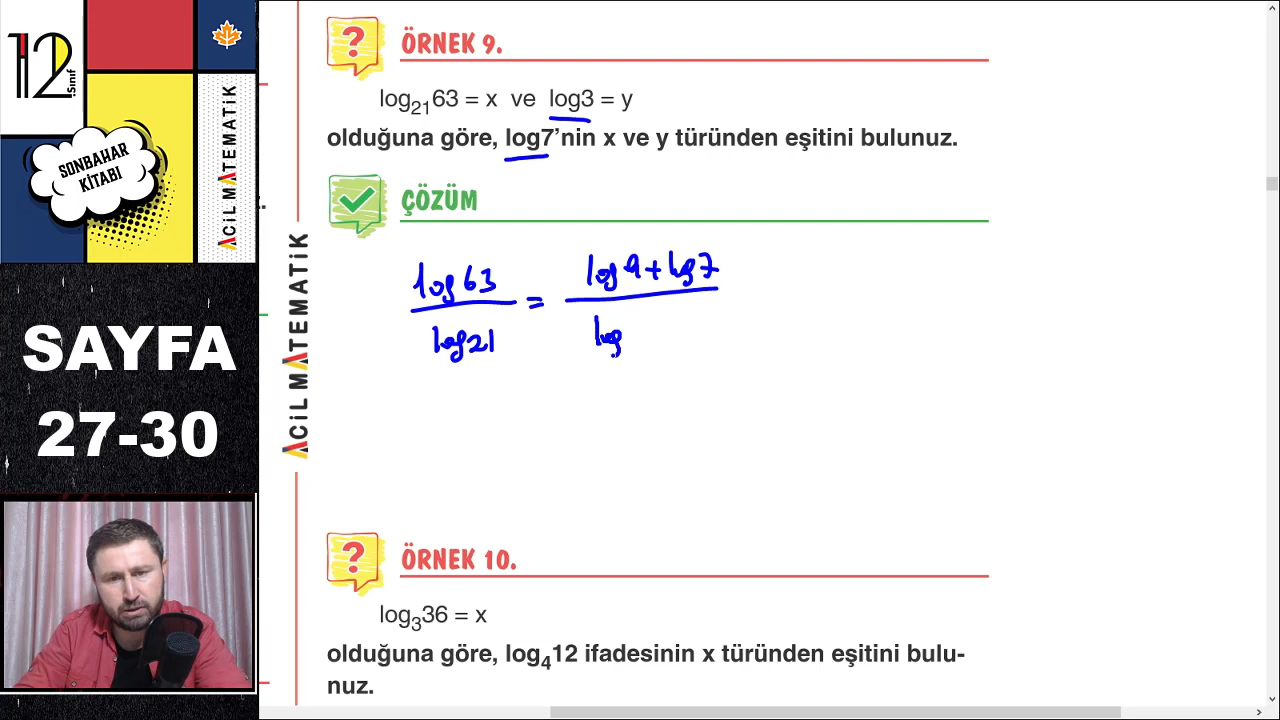 12
.Sınıf
SONBAHAR
KİTABI
ACİL MATEMATİK
SAYFA
27-30
ACİL MATEMATİK
ÖRNEK 9.
log₂₁63 = x ve log3 = y
olduğuna göre, log7’nin x ve y türünden eşitini bulunuz.
ÇÖZÜM
log63 / log21 = log9+log7 / log
ÖRNEK 10.
log₃36 = x
olduğuna göre, log₄12 ifadesinin x türünden eşitini bulu-
nuz.